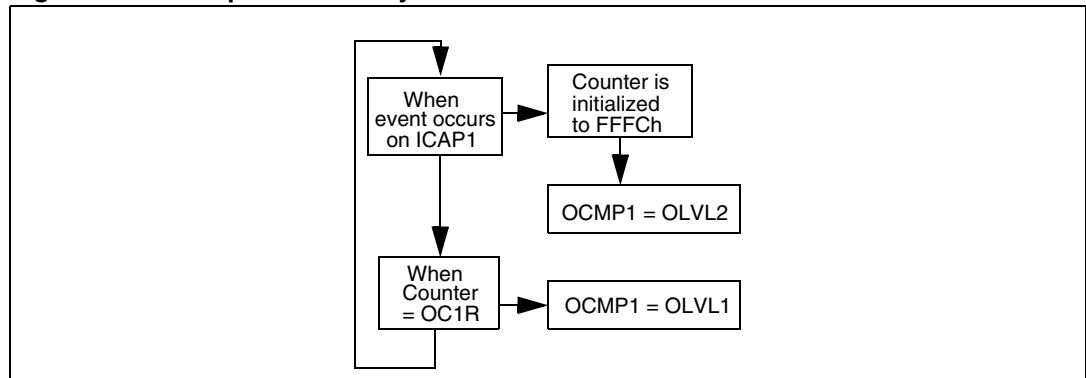 When
event occurs
on ICAP1
Counter is
initialized
to FFFCh
OCMP1 = OLVL2
When
Counter
= OC1R
OCMP1 = OLVL1